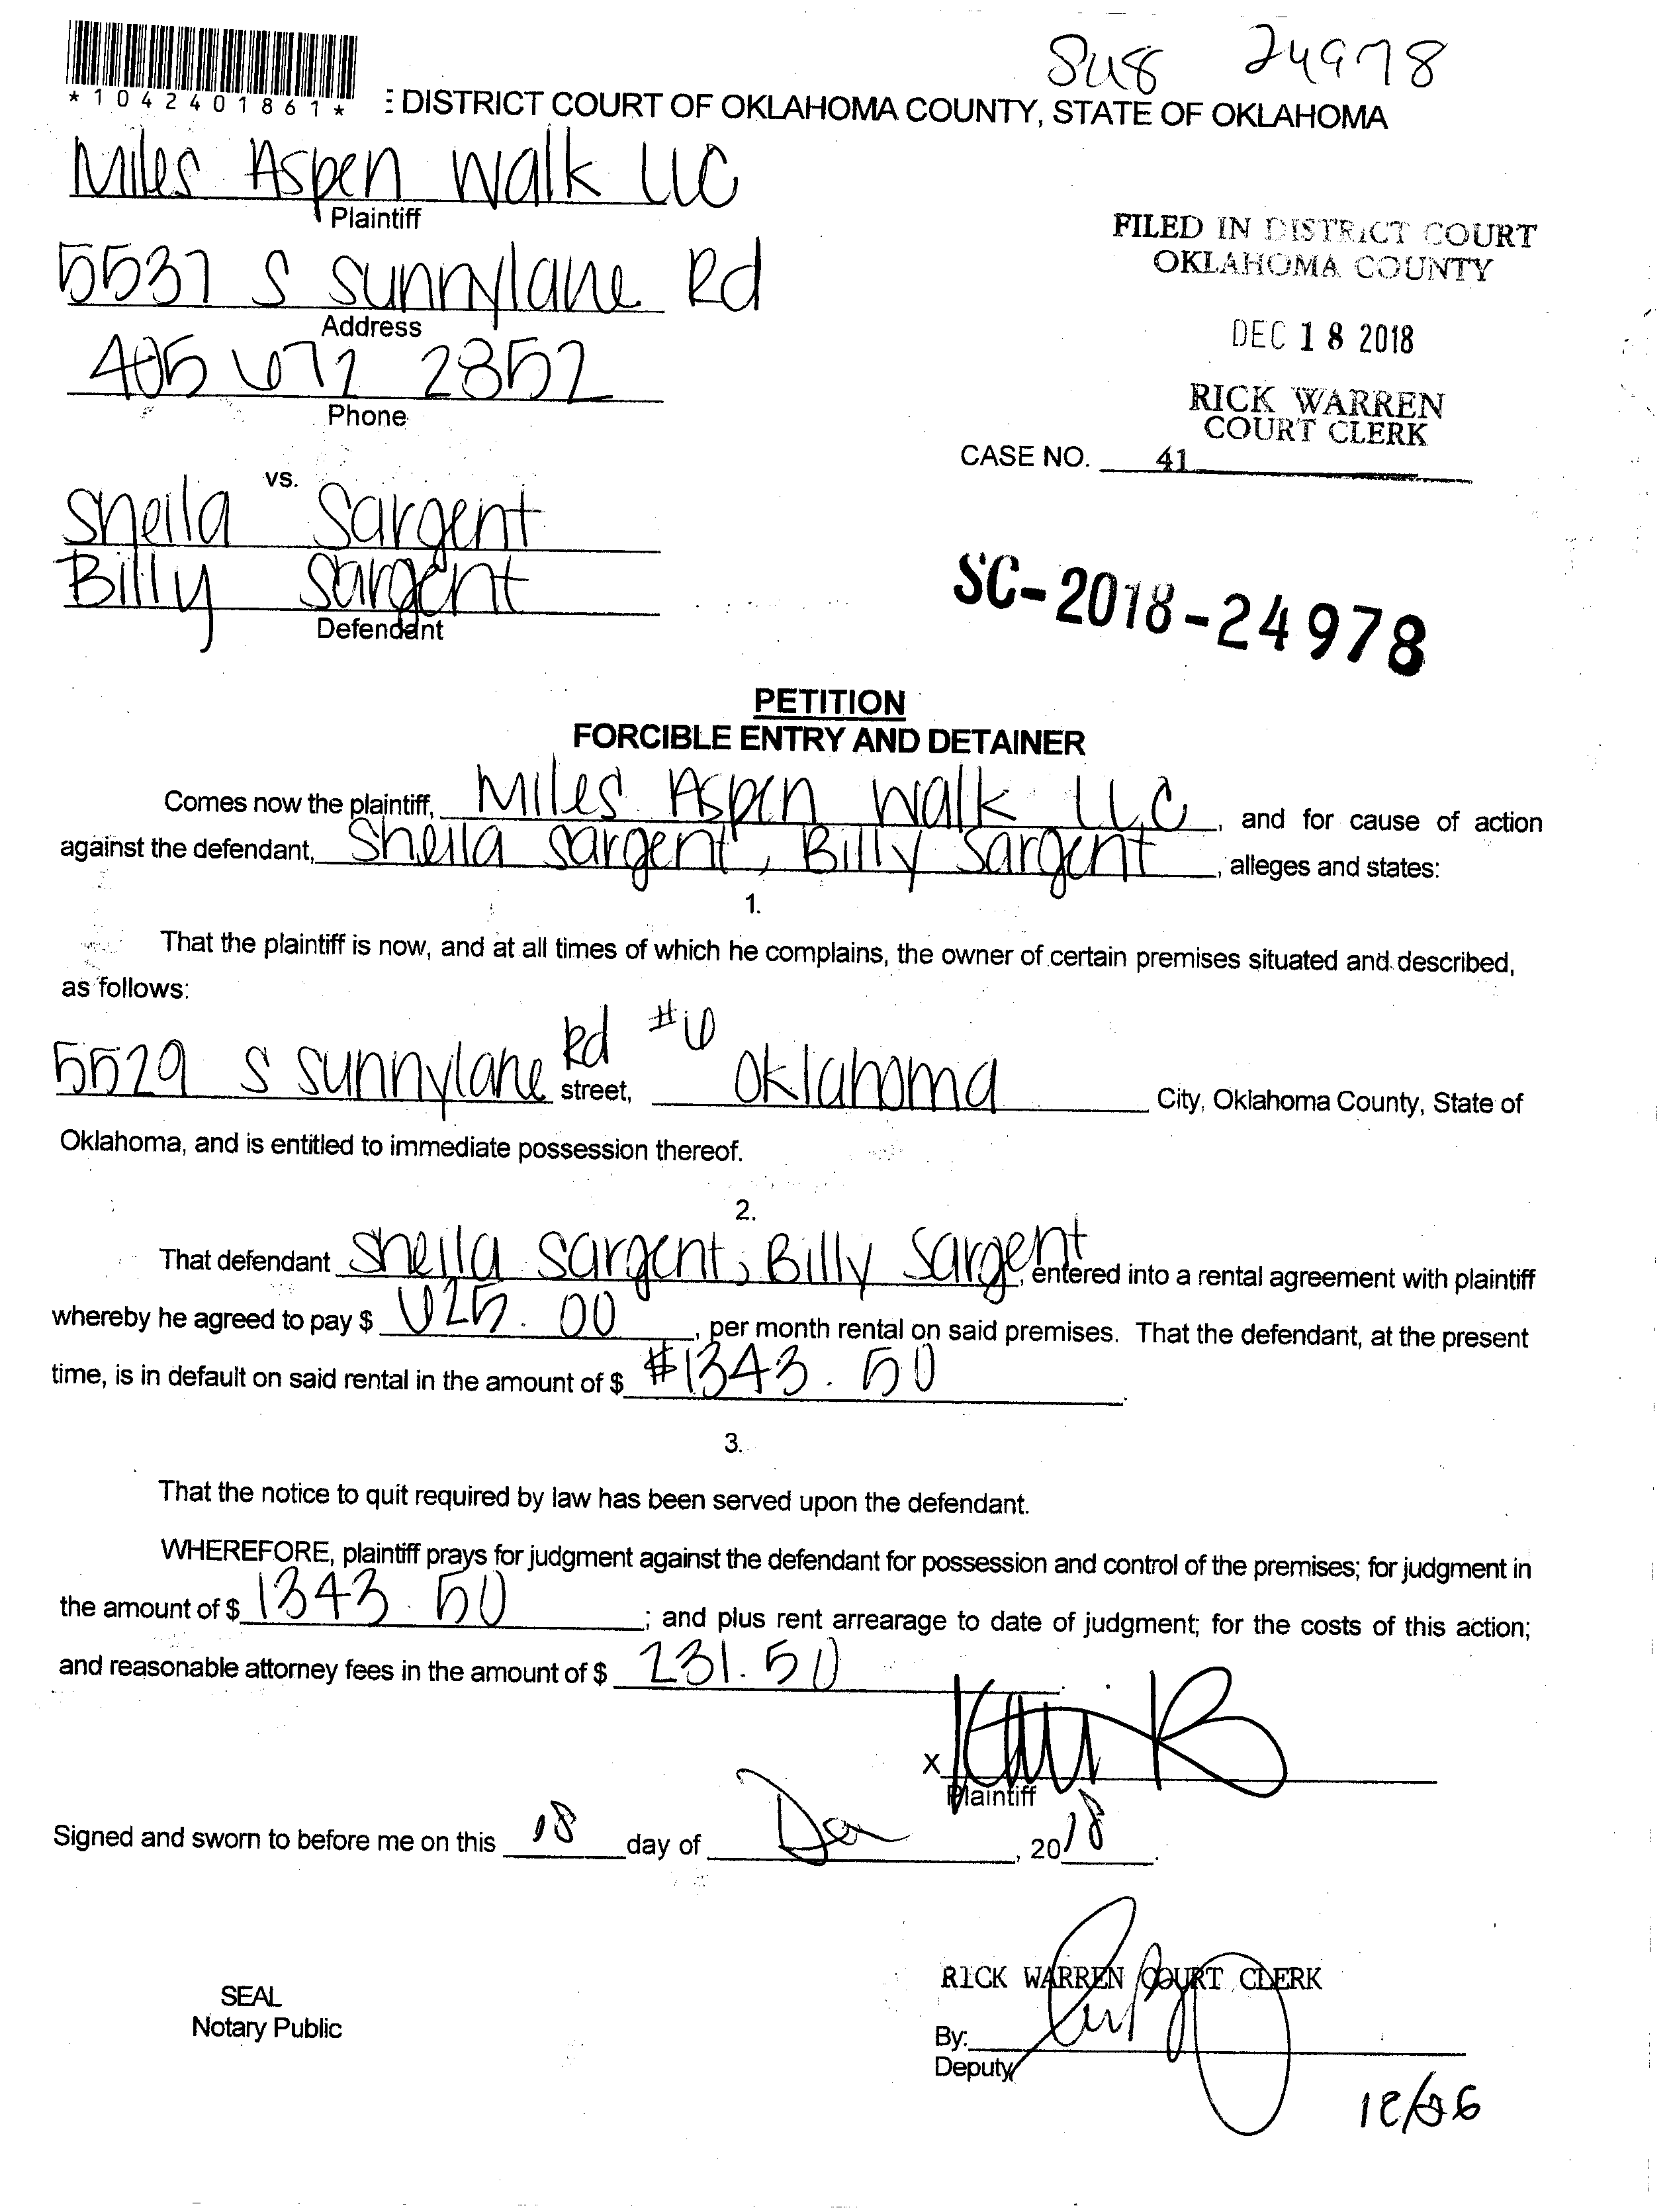 24978
*1042401861*
DISTRICT COURT OF OKLAHOMA COUNTY, STATE OF OKLAHOMA
Miles Aspen Walk LLC
Plaintiff
5537 S Sunnylane Rd
Address
405 672 2852
Phone
FILED IN DISTRICT COURT
OKLAHOMA COUNTY
DEC 18 2018
RICK WARREN
COURT CLERK
CASE NO. 41
vs.
Sheila Sargent
Billy Sargent
Defendant
SC-2018-24978
PETITION
FORCIBLE ENTRY AND DETAINER
Comes now the plaintiff, Miles Aspen Walk LLC, and for cause of action
against the defendant, Sheila Sargent, Billy Sargent, alleges and states:
1.
That the plaintiff is now, and at all times of which he complains, the owner of certain premises situated and described,
as follows:
5529 S Sunnylane Rd #6 street, Oklahoma City, Oklahoma County, State of
Oklahoma, and is entitled to immediate possession thereof.
2.
That defendant Sheila Sargent, Billy Sargent, entered into a rental agreement with plaintiff
whereby he agreed to pay $ 625.00, per month rental on said premises. That the defendant, at the present
time, is in default on said rental in the amount of $ $1343.50.
3.
That the notice to quit required by law has been served upon the defendant.
WHEREFORE, plaintiff prays for judgment against the defendant for possession and control of the premises; for judgment in
the amount of $ 1343.50; and plus rent arrearage to date of judgment; for the costs of this action;
and reasonable attorney fees in the amount of $ 231.50.
X
Plaintiff
Signed and sworn to before me on this 18 day of , 2018.
RICK WARREN COURT CLERK
SEAL
Notary Public
By:
Deputy